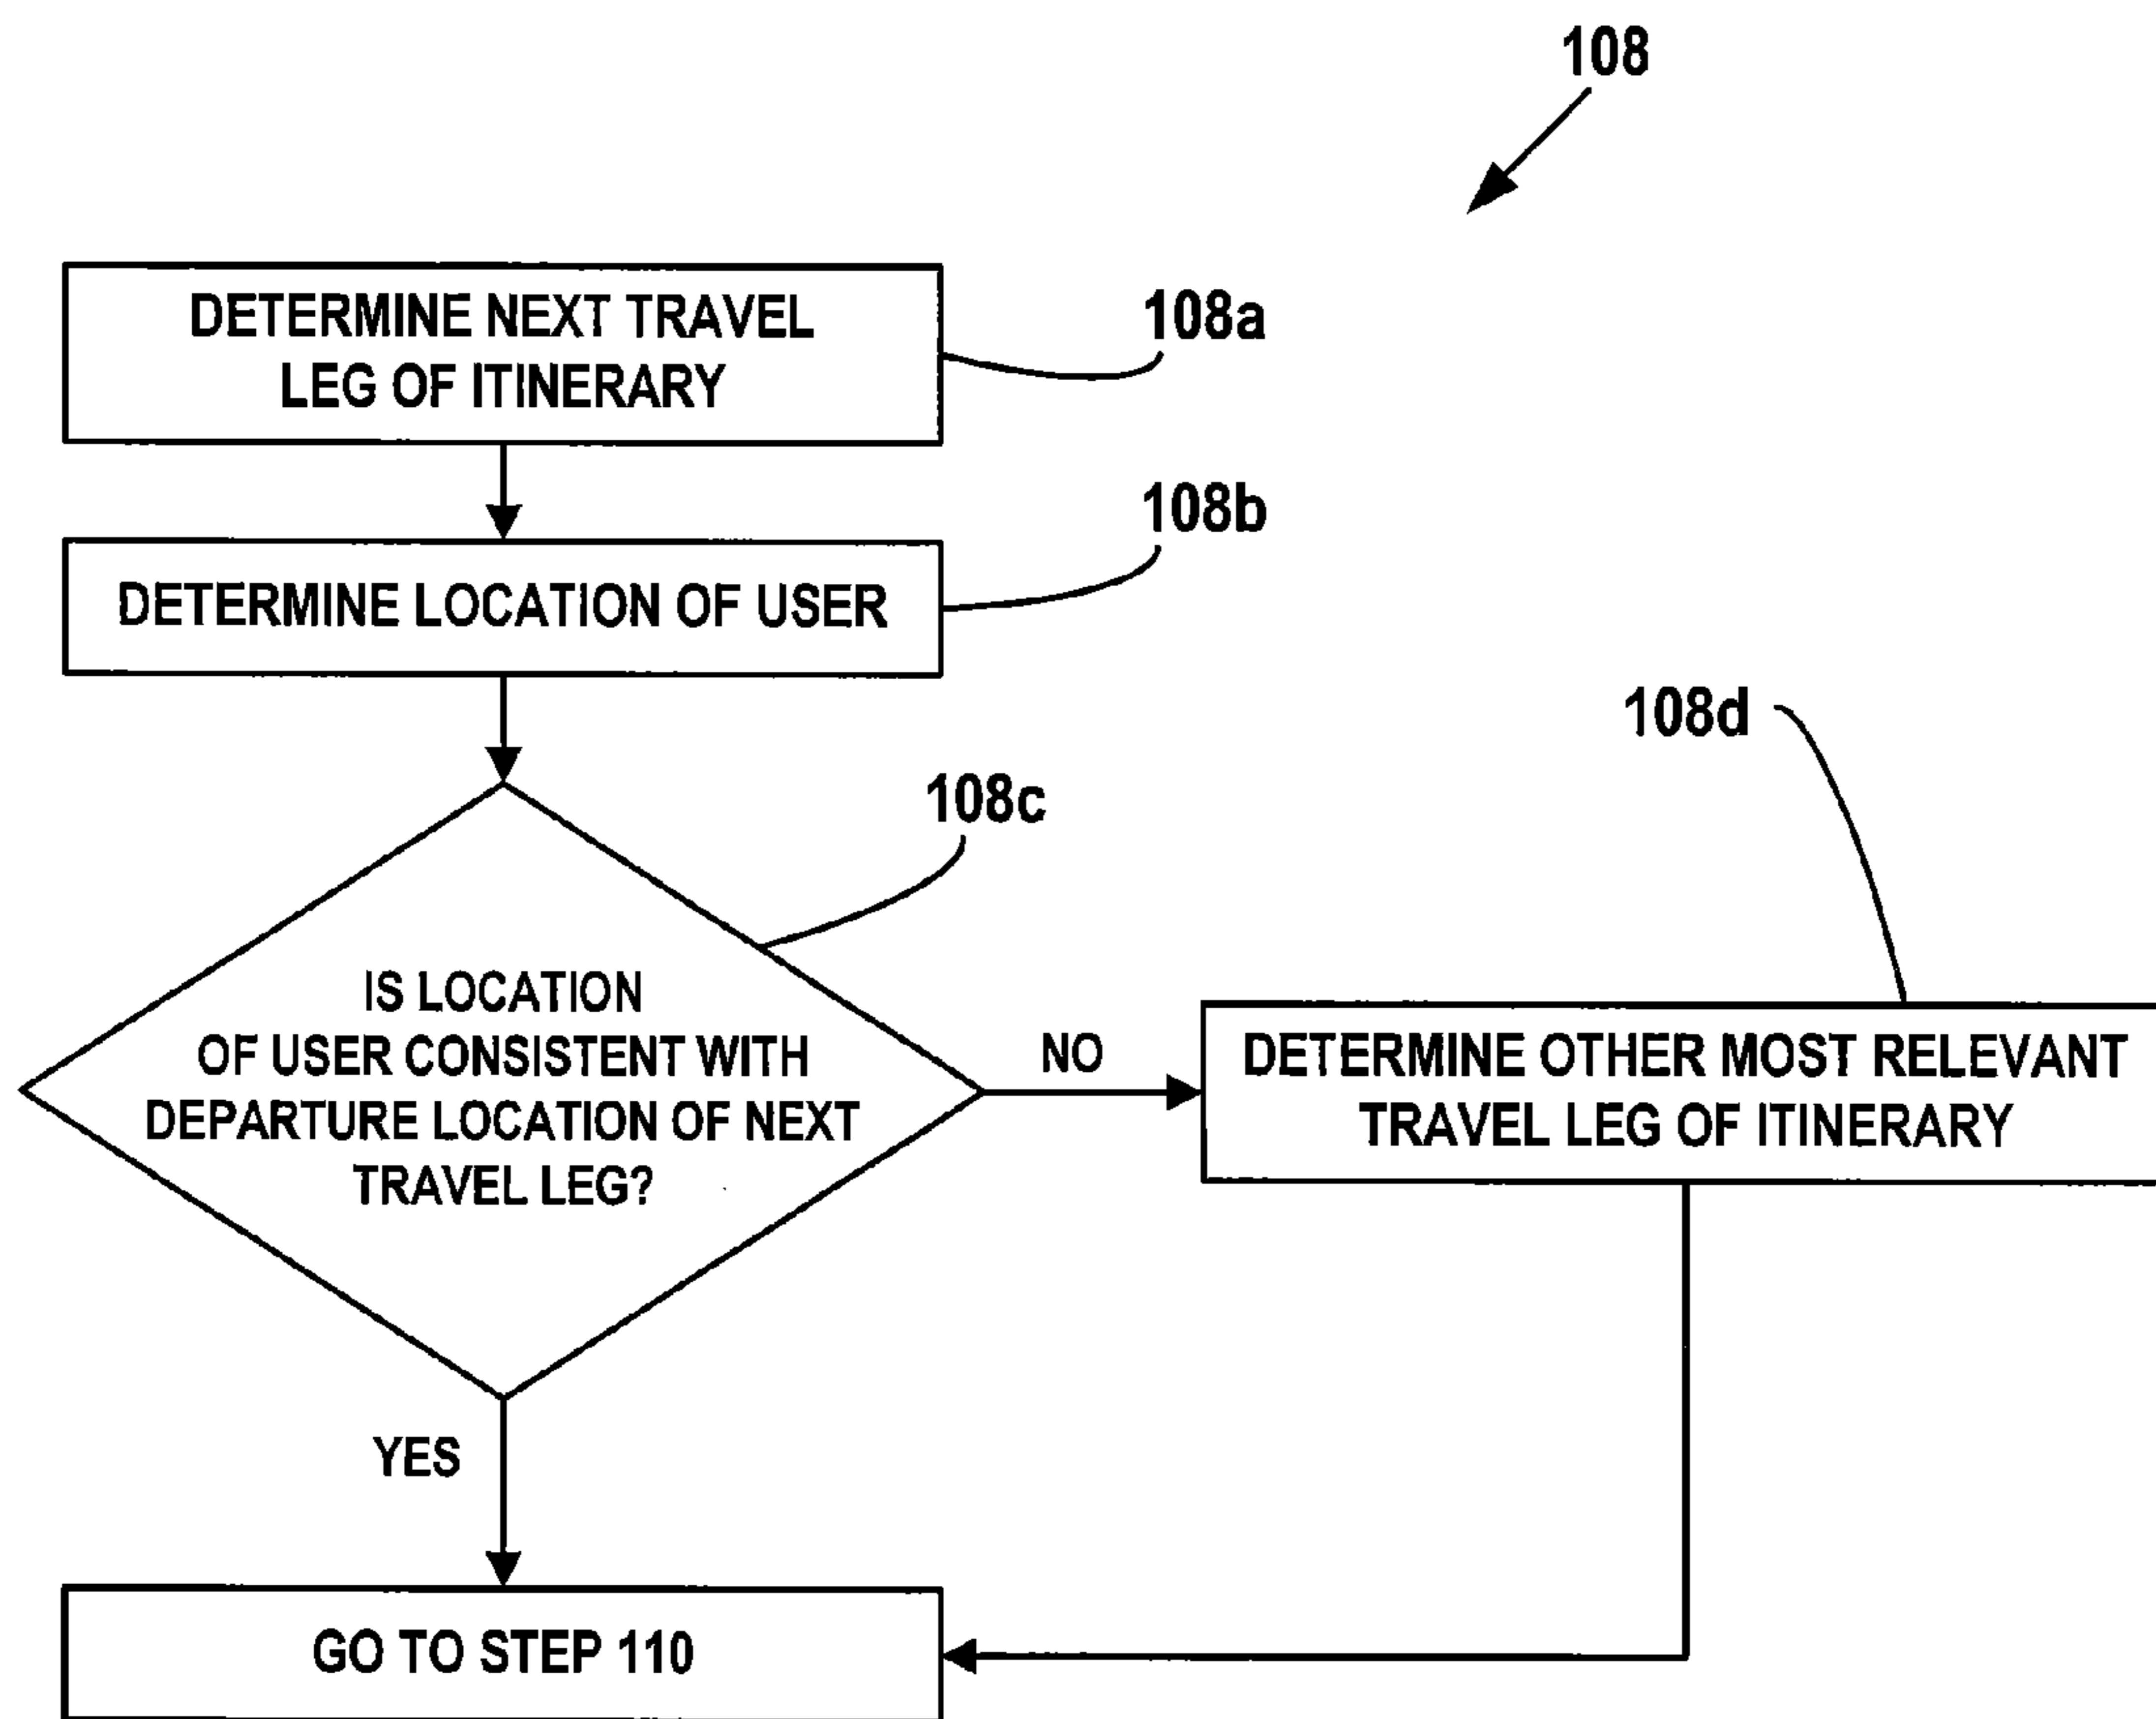 108
DETERMINE NEXT TRAVEL
LEG OF ITINERARY
108a
DETERMINE LOCATION OF USER
108b
108c
IS LOCATION
OF USER CONSISTENT WITH
DEPARTURE LOCATION OF NEXT
TRAVEL LEG?
NO
108d
DETERMINE OTHER MOST RELEVANT
TRAVEL LEG OF ITINERARY
YES
GO TO STEP 110